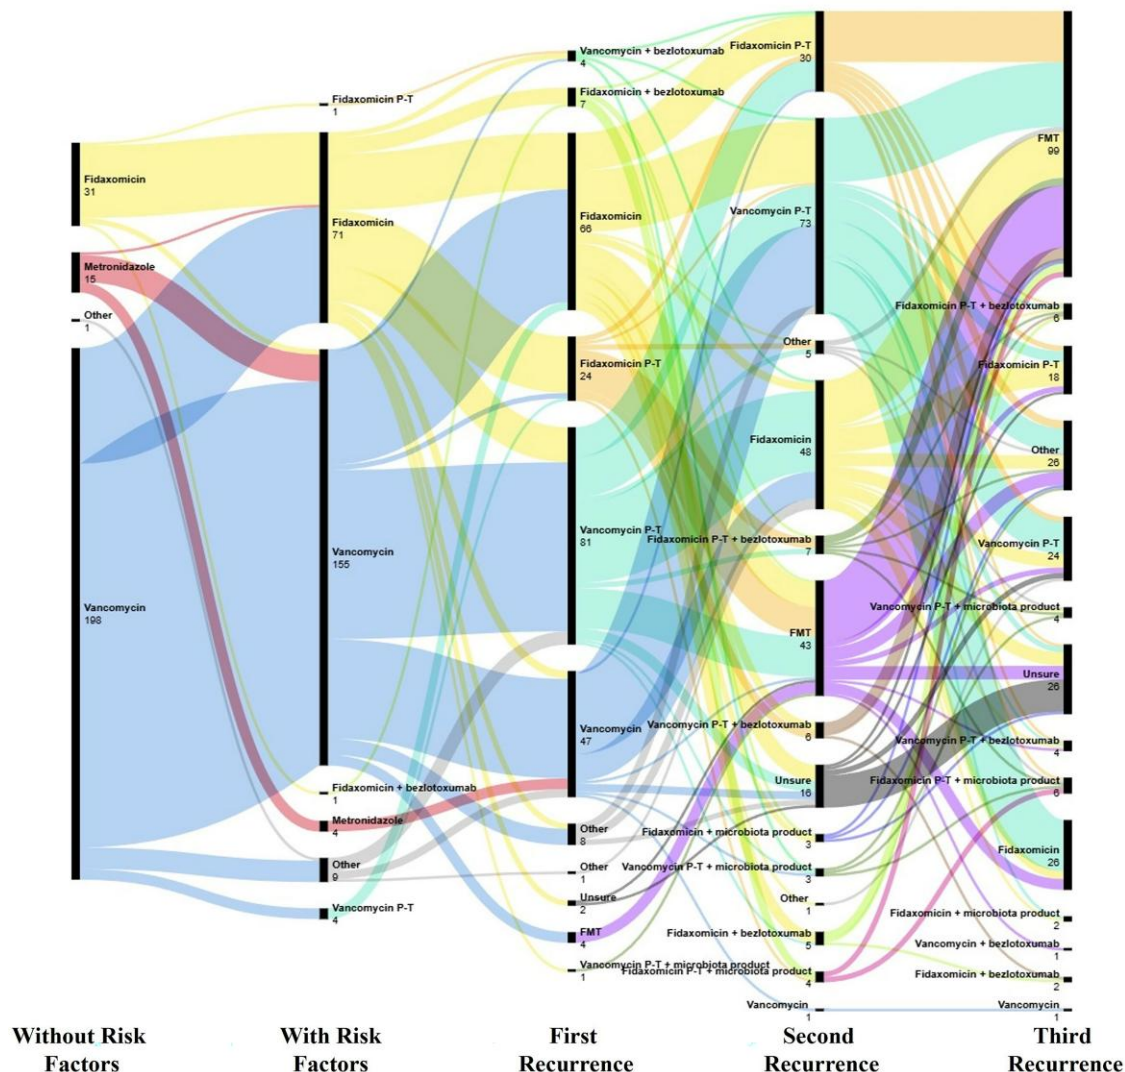 Fidaxomicin
31
Metronidazole
15
Other
1
Vancomycin
198
Fidaxomicin P-T
1
Fidaxomicin
71
Vancomycin
155
Fidaxomicin + bezlotoxumab
1
Metronidazole
4
Other
9
Vancomycin P-T
4
Vancomycin + bezlotoxumab
4
Fidaxomicin + bezlotoxumab
7
Fidaxomicin
66
Fidaxomicin P-T
24
Vancomycin P-T
81
Vancomycin
47
Other
8
Other
1
Unsure
2
FMT
4
Vancomycin P-T + microbiota product
1
Fidaxomicin P-T
30
Vancomycin P-T
73
Other
5
Fidaxomicin
48
Fidaxomicin P-T + bezlotoxumab
7
FMT
43
Vancomycin P-T + bezlotoxumab
6
Unsure
16
Fidaxomicin + microbiota product
3
Vancomycin P-T + microbiota product
3
Other
1
Fidaxomicin + bezlotoxumab
5
Fidaxomicin P-T + microbiota product
4
Vancomycin
1
FMT
99
Fidaxomicin P-T + bezlotoxumab
6
Fidaxomicin P-T
18
Other
26
Vancomycin P-T
24
Vancomycin P-T + microbiota product
4
Unsure
26
Vancomycin P-T + bezlotoxumab
4
Fidaxomicin P-T + microbiota product
6
Fidaxomicin
26
Fidaxomicin + microbiota product
2
Vancomycin + bezlotoxumab
1
Fidaxomicin + bezlotoxumab
2
Vancomycin
1
Without Risk
Factors
With Risk
Factors
First
Recurrence
Second
Recurrence
Third
Recurrence